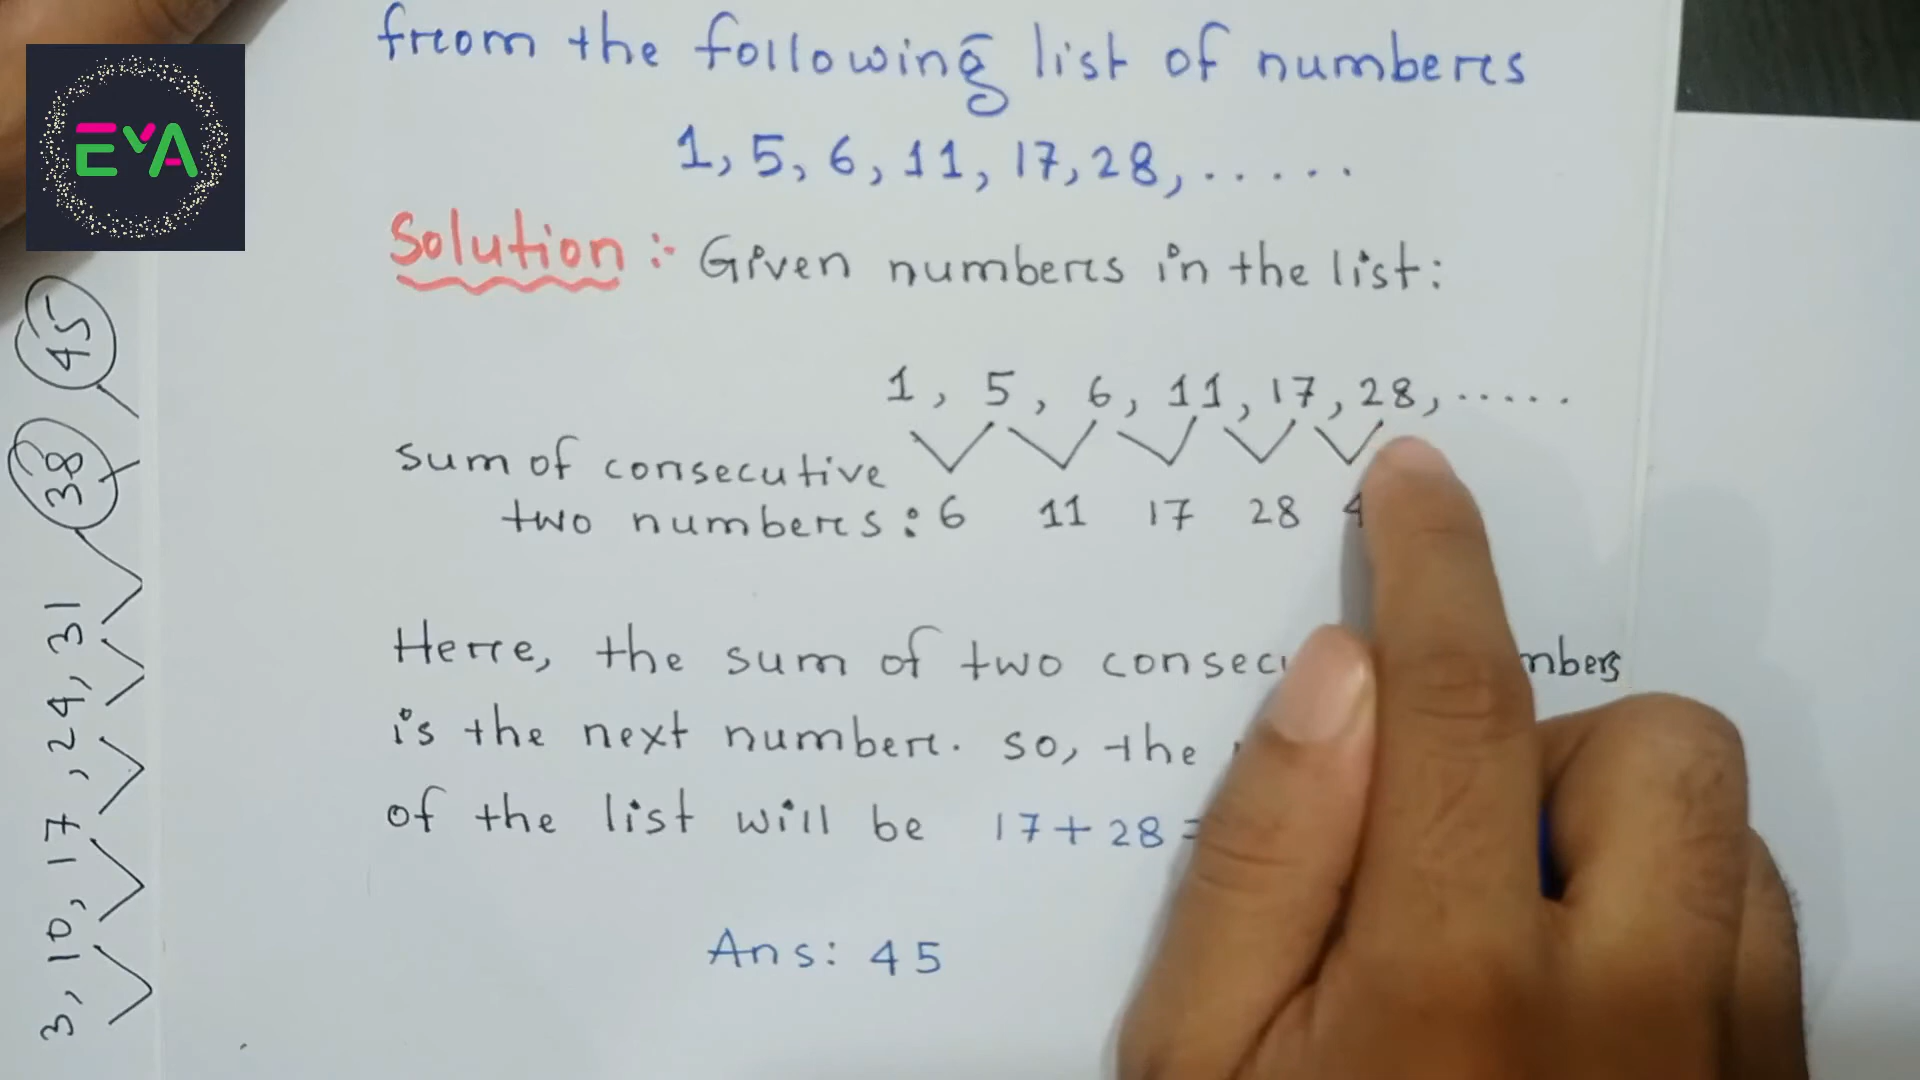 from the following list of numbers
1, 5, 6, 11, 17, 28, .....
EYA
Solution :- Given numbers in the list:
1, 5, 6, 11, 17, 28, .....
sum of consecutive
two numbers: 6 11 17 28 4
Here, the sum of two
is the next number. so, the
of the list will be 17+28 =
Ans: 45
3, 10, 17, 24, 31 38 45